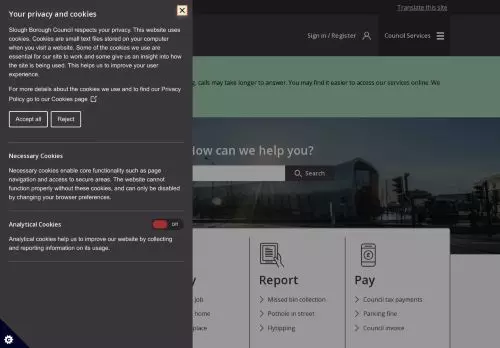 Your privacy and cookies
Slough Borough Council respects your privacy. This website uses
cookies. Cookies are small text files stored on your computer
when you visit a website. Some of the cookies we use are
essential for our site to work and some give us an insight into how
the site is being used. This helps us to improve your user
experience.
For more details about the cookies we use and to find our Privacy
Policy go to our Cookies page
Accept all
Reject
Necessary Cookies
Necessary cookies enable core functionality such as page
navigation and access to secure areas. The website cannot
function properly without these cookies, and can only be disabled
by changing your browser preferences.
Analytical Cookies
Off
Analytical cookies help us to improve our website by collecting
and reporting information on its usage.
Translate this site
Sign in / Register
Council Services
calls may take longer to answer. You may find it easier to access our services online. We
How can we help you?
Search
y
job
home
place
Report
Missed bin collection
Pothole in street
Flytipping
Pay
Council tax payments
Parking fine
Council invoice